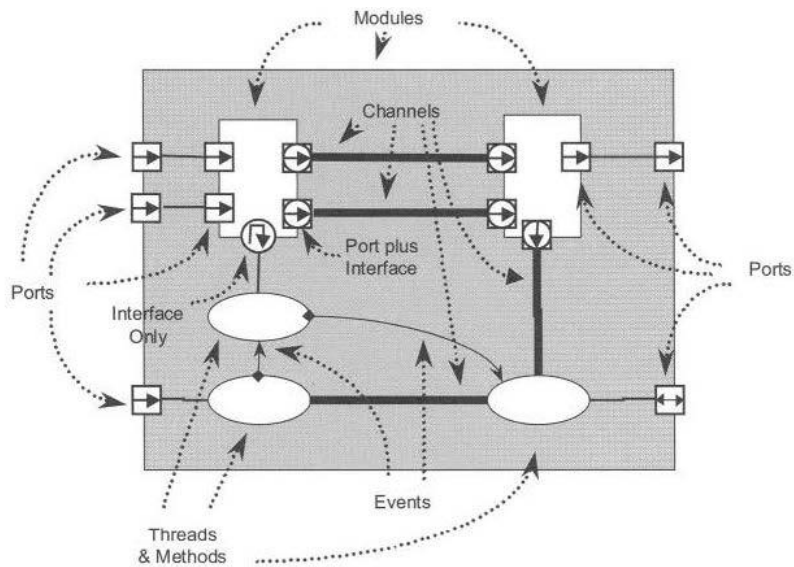 Modules
Channels
Port plus
Interface
Ports
Ports
Interface
Only
Events
Threads
& Methods